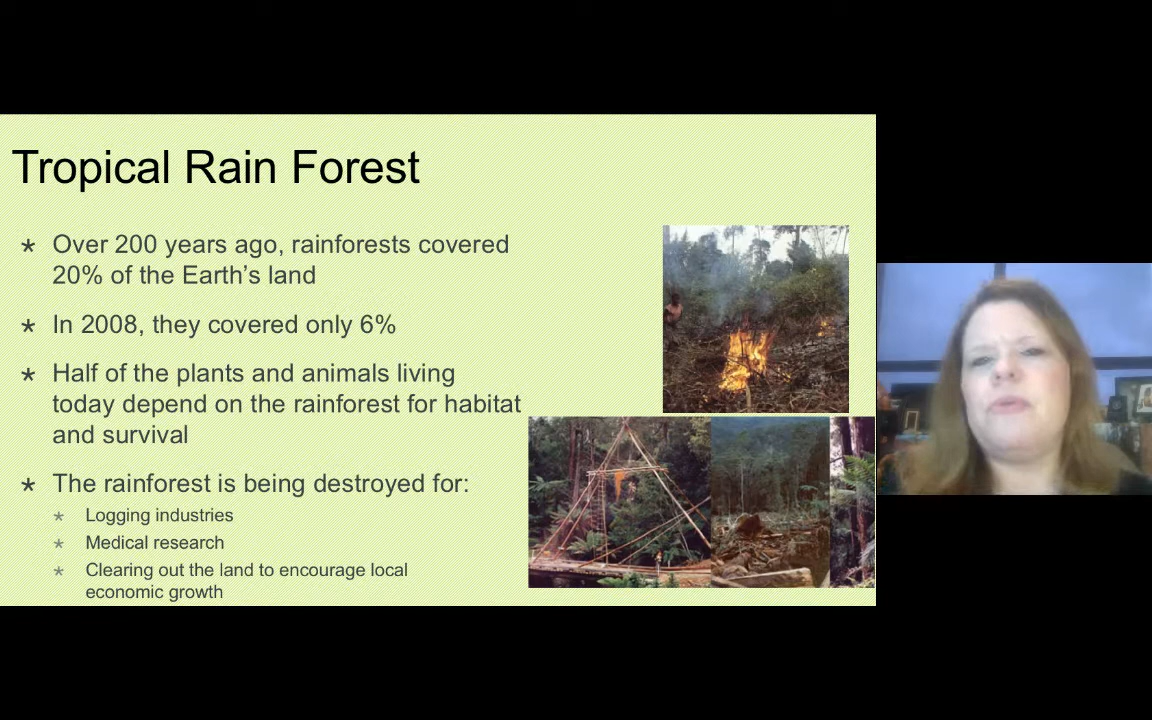 Tropical Rain Forest
* Over 200 years ago, rainforests covered
20% of the Earth’s land
* In 2008, they covered only 6%
* Half of the plants and animals living
today depend on the rainforest for habitat
and survival
* The rainforest is being destroyed for:
* Logging industries
* Medical research
* Clearing out the land to encourage local
economic growth